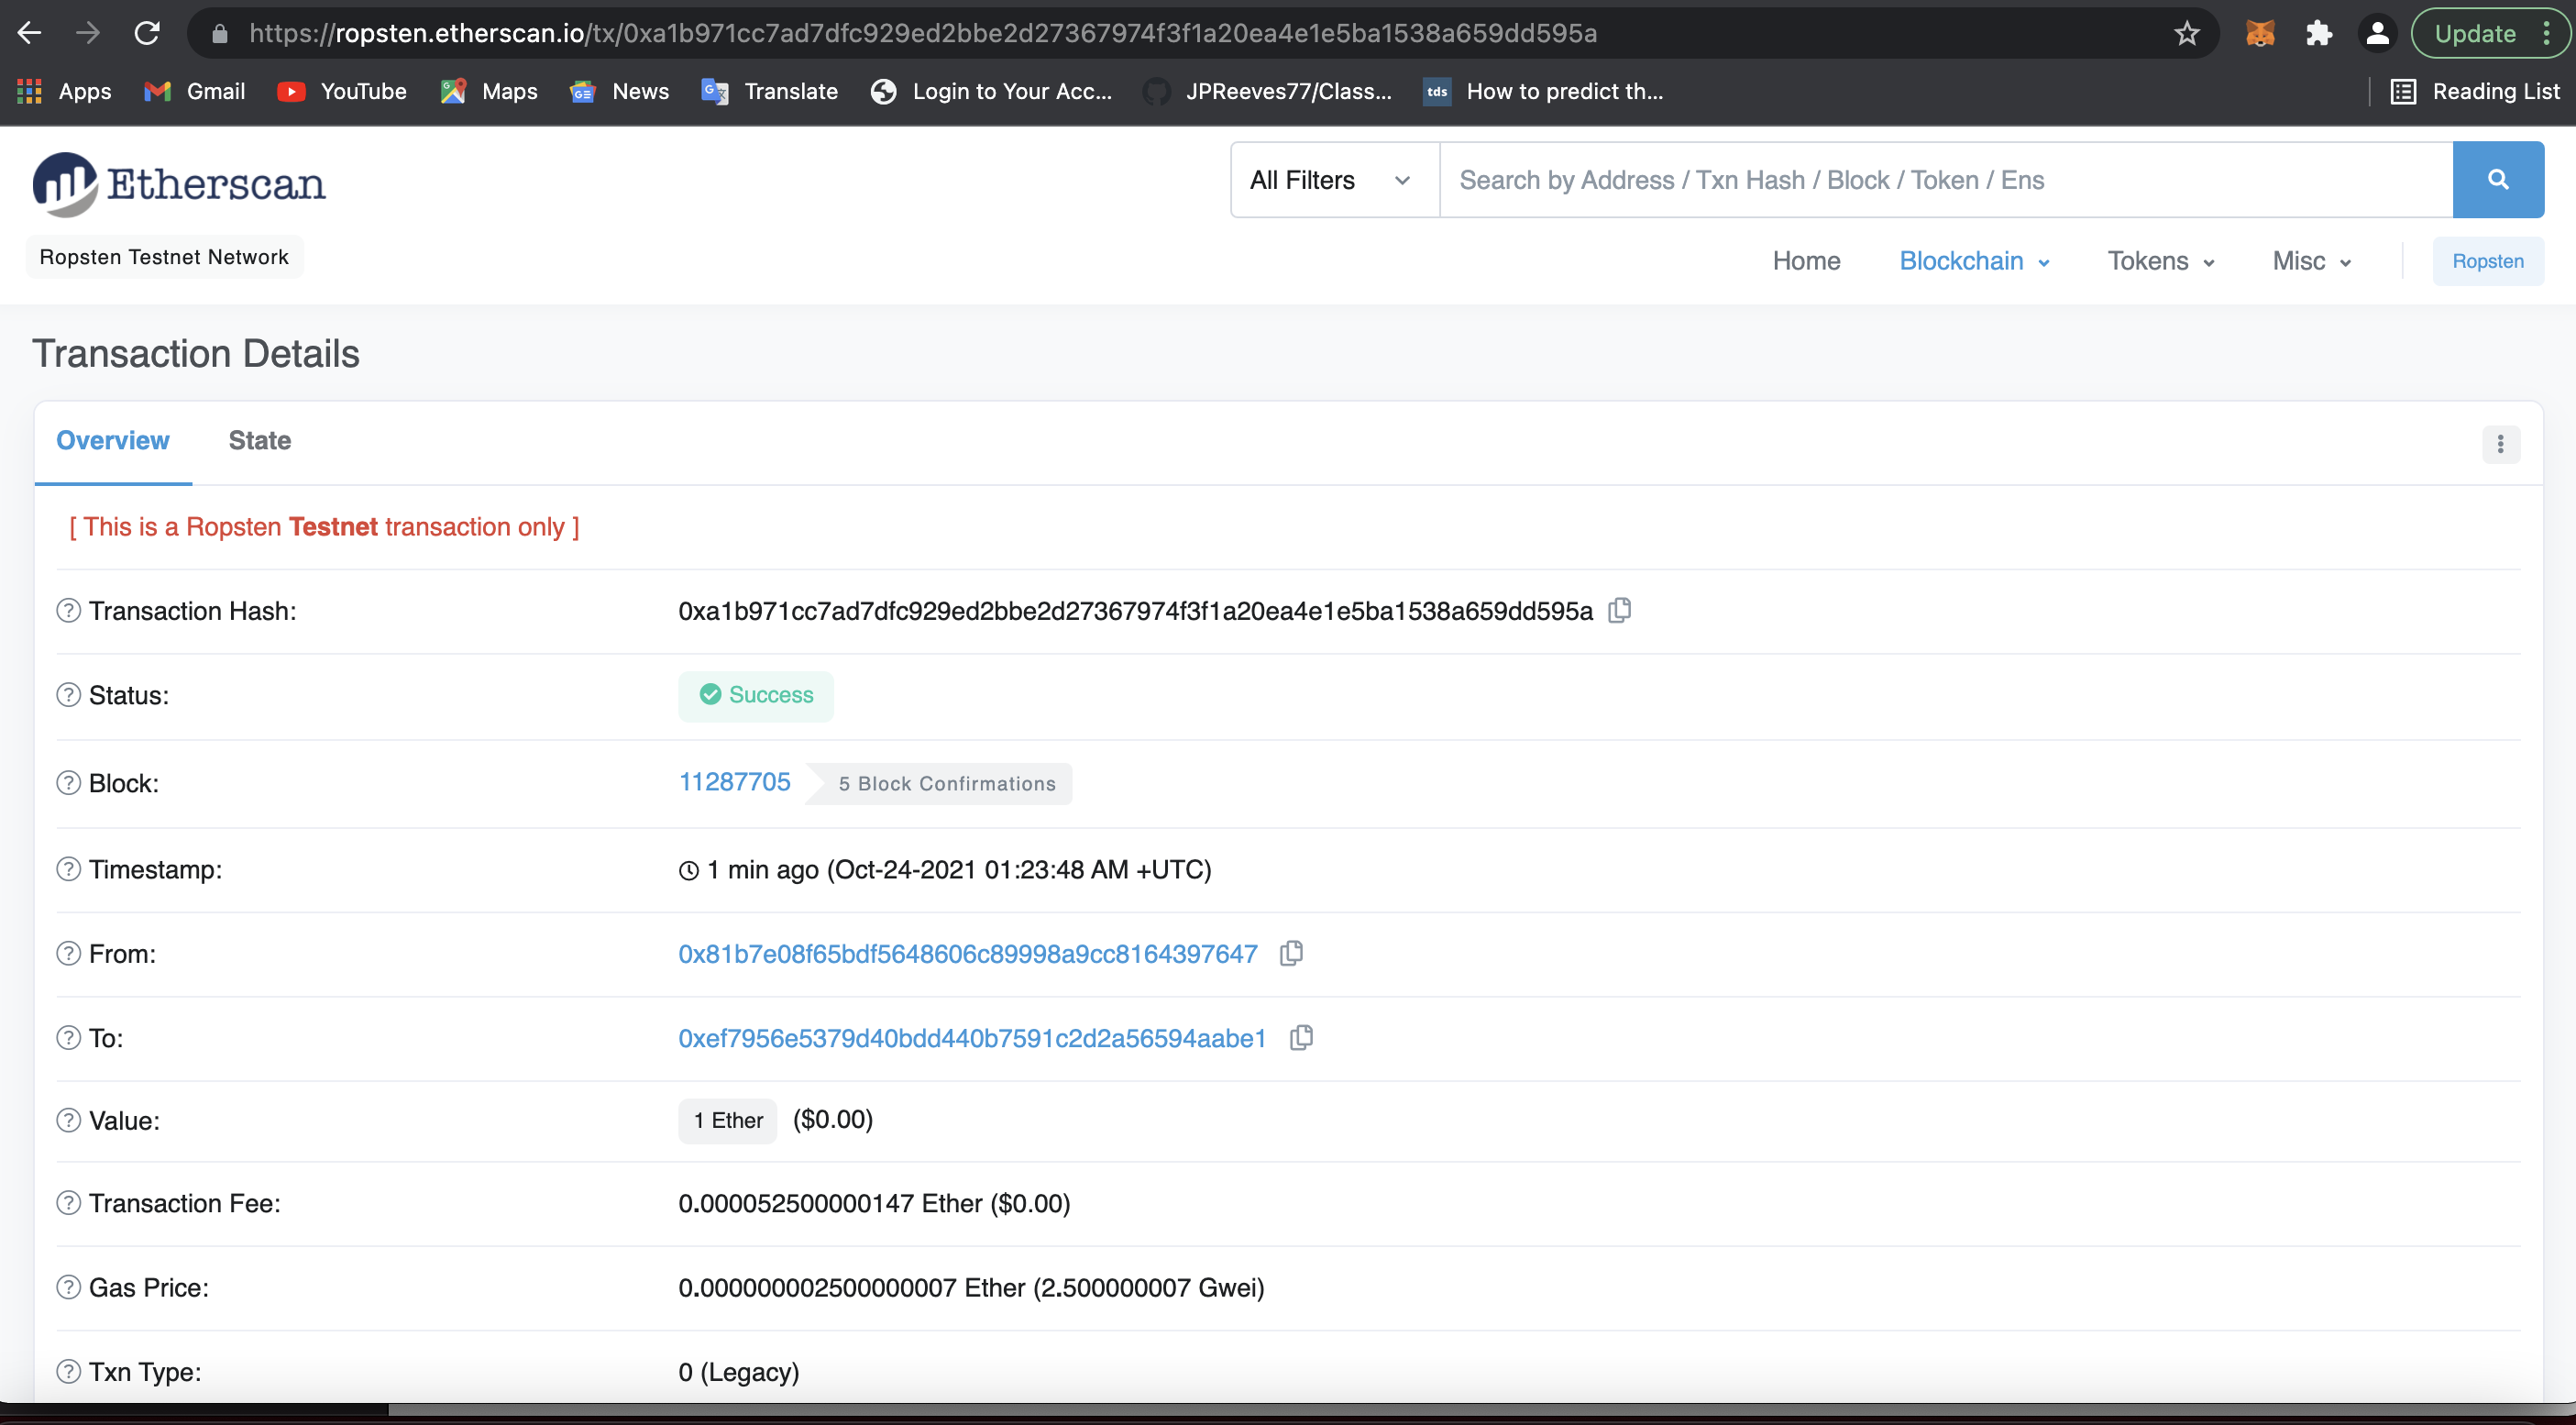 https://ropsten.etherscan.io/tx/0xa1b971cc7ad7dfc929ed2bbe2d27367974f3f1a20ea4e1e5ba1538a659dd595a
Update
Apps Gmail YouTube Maps News Translate Login to Your Acc... JPReeves77/Class... tds How to predict th... Reading List
Etherscan
All Filters Search by Address / Txn Hash / Block / Token / Ens
Ropsten Testnet Network
Home Blockchain Tokens Misc Ropsten
Transaction Details
Overview State
[ This is a Ropsten Testnet transaction only ]
Transaction Hash: 0xa1b971cc7ad7dfc929ed2bbe2d27367974f3f1a20ea4e1e5ba1538a659dd595a
Status: Success
Block: 11287705 5 Block Confirmations
Timestamp: 1 min ago (Oct-24-2021 01:23:48 AM +UTC)
From: 0x81b7e08f65bdf5648606c89998a9cc8164397647
To: 0xef7956e5379d40bdd440b7591c2d2a56594aabe1
Value: 1 Ether ($0.00)
Transaction Fee: 0.000052500000147 Ether ($0.00)
Gas Price: 0.000000002500000007 Ether (2.500000007 Gwei)
Txn Type: 0 (Legacy)